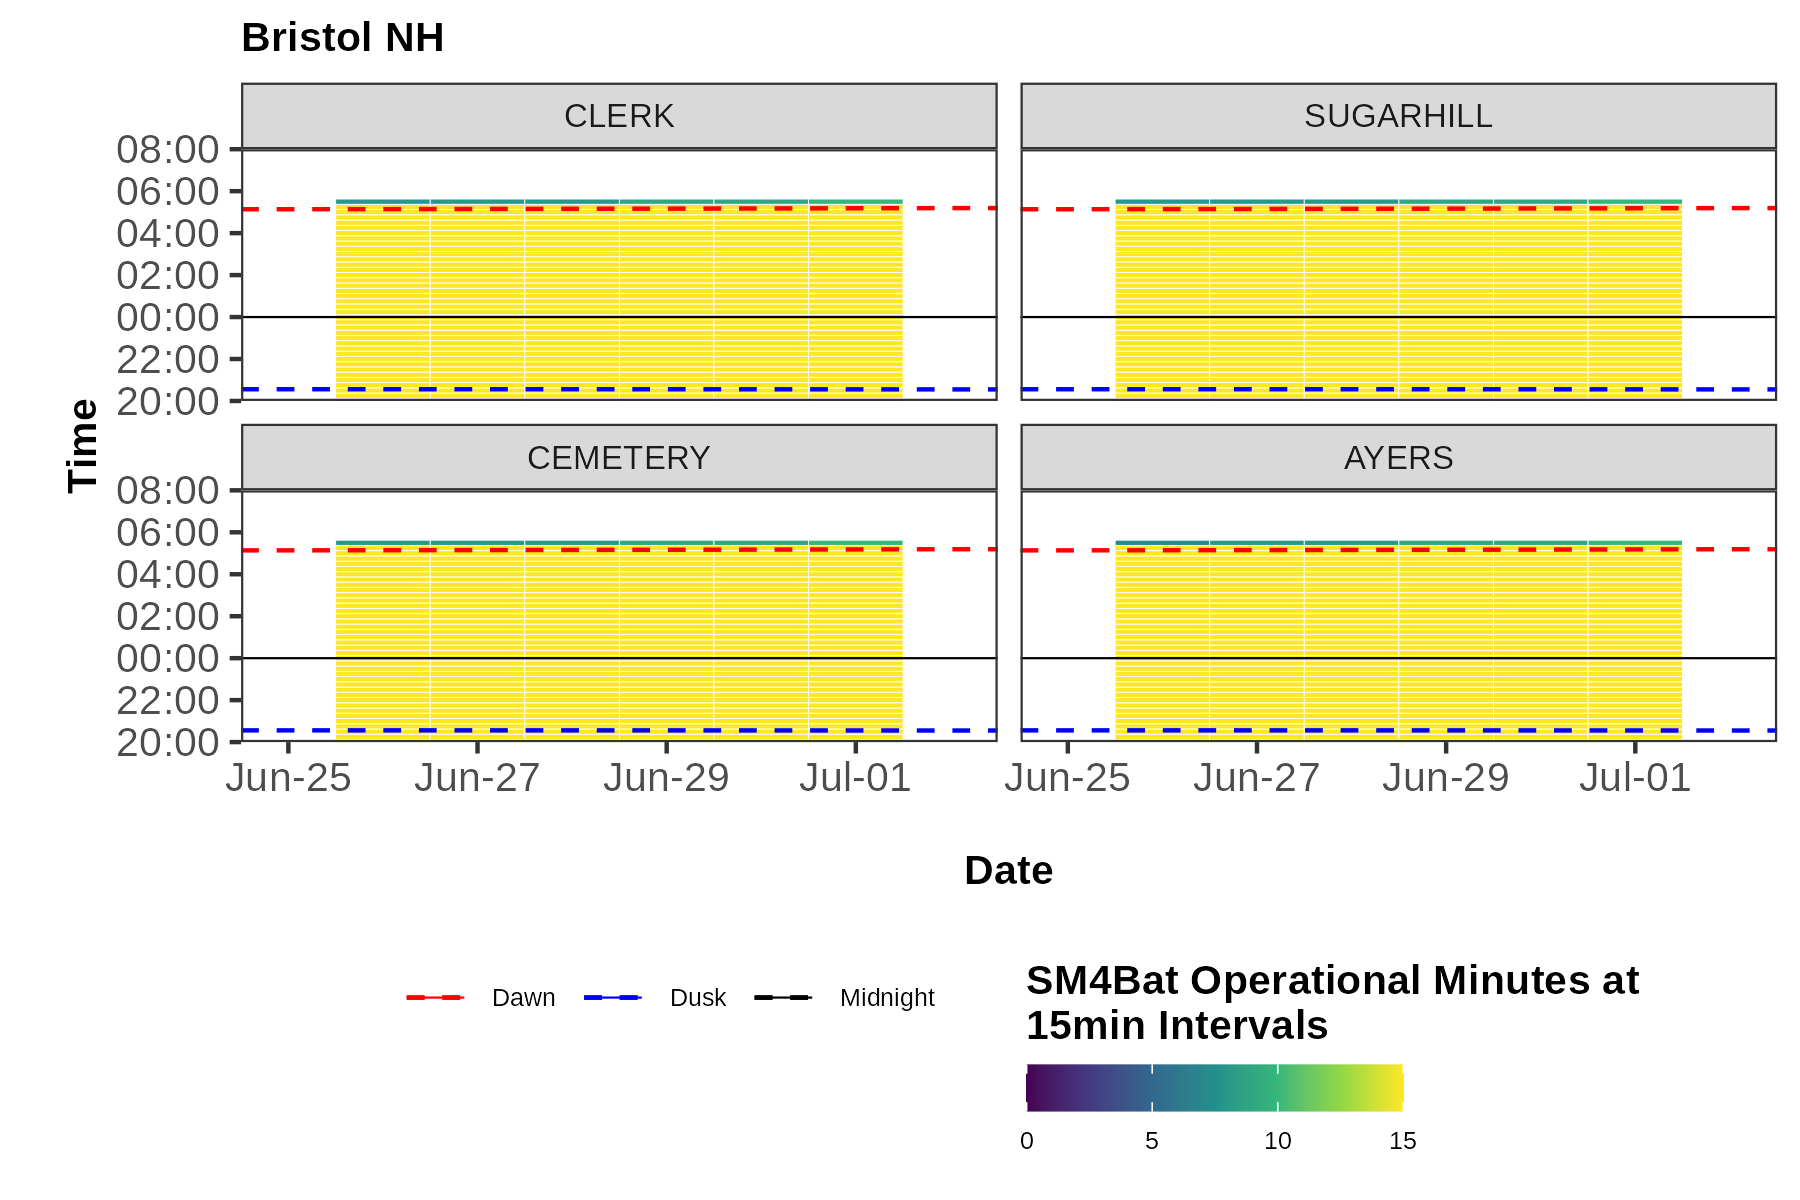 Bristol NH
CLERK
SUGARHILL
08:00
06:00
04:00
02:00
00:00
22:00
20:00
Time
CEMETERY
AYERS
08:00
06:00
04:00
02:00
00:00
22:00
20:00
Jun-25 Jun-27 Jun-29 Jul-01
Jun-25 Jun-27 Jun-29 Jul-01
Date
Dawn Dusk Midnight
SM4Bat Operational Minutes at
15min Intervals
0 5 10 15